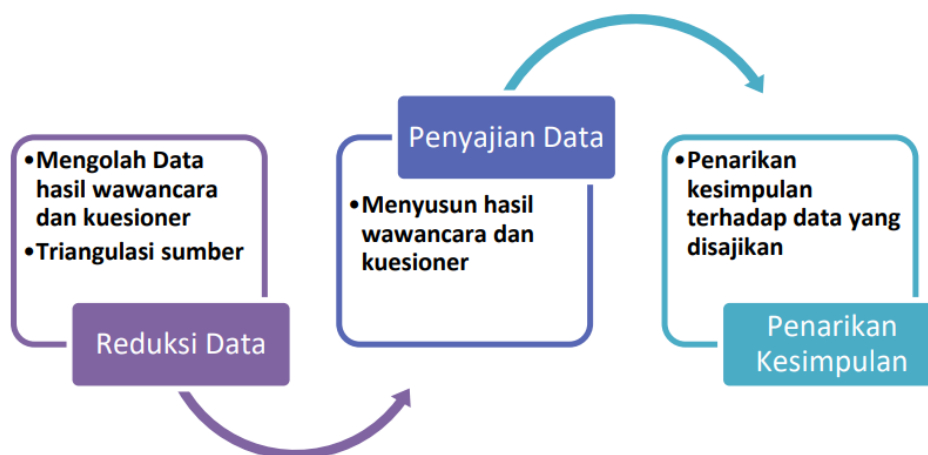 •Mengolah Data
hasil wawancara
dan kuesioner
•Triangulasi sumber
Reduksi Data
Penyajian Data
•Menyusun hasil
wawancara dan
kuesioner
•Penarikan
kesimpulan
terhadap data yang
disajikan
Penarikan
Kesimpulan